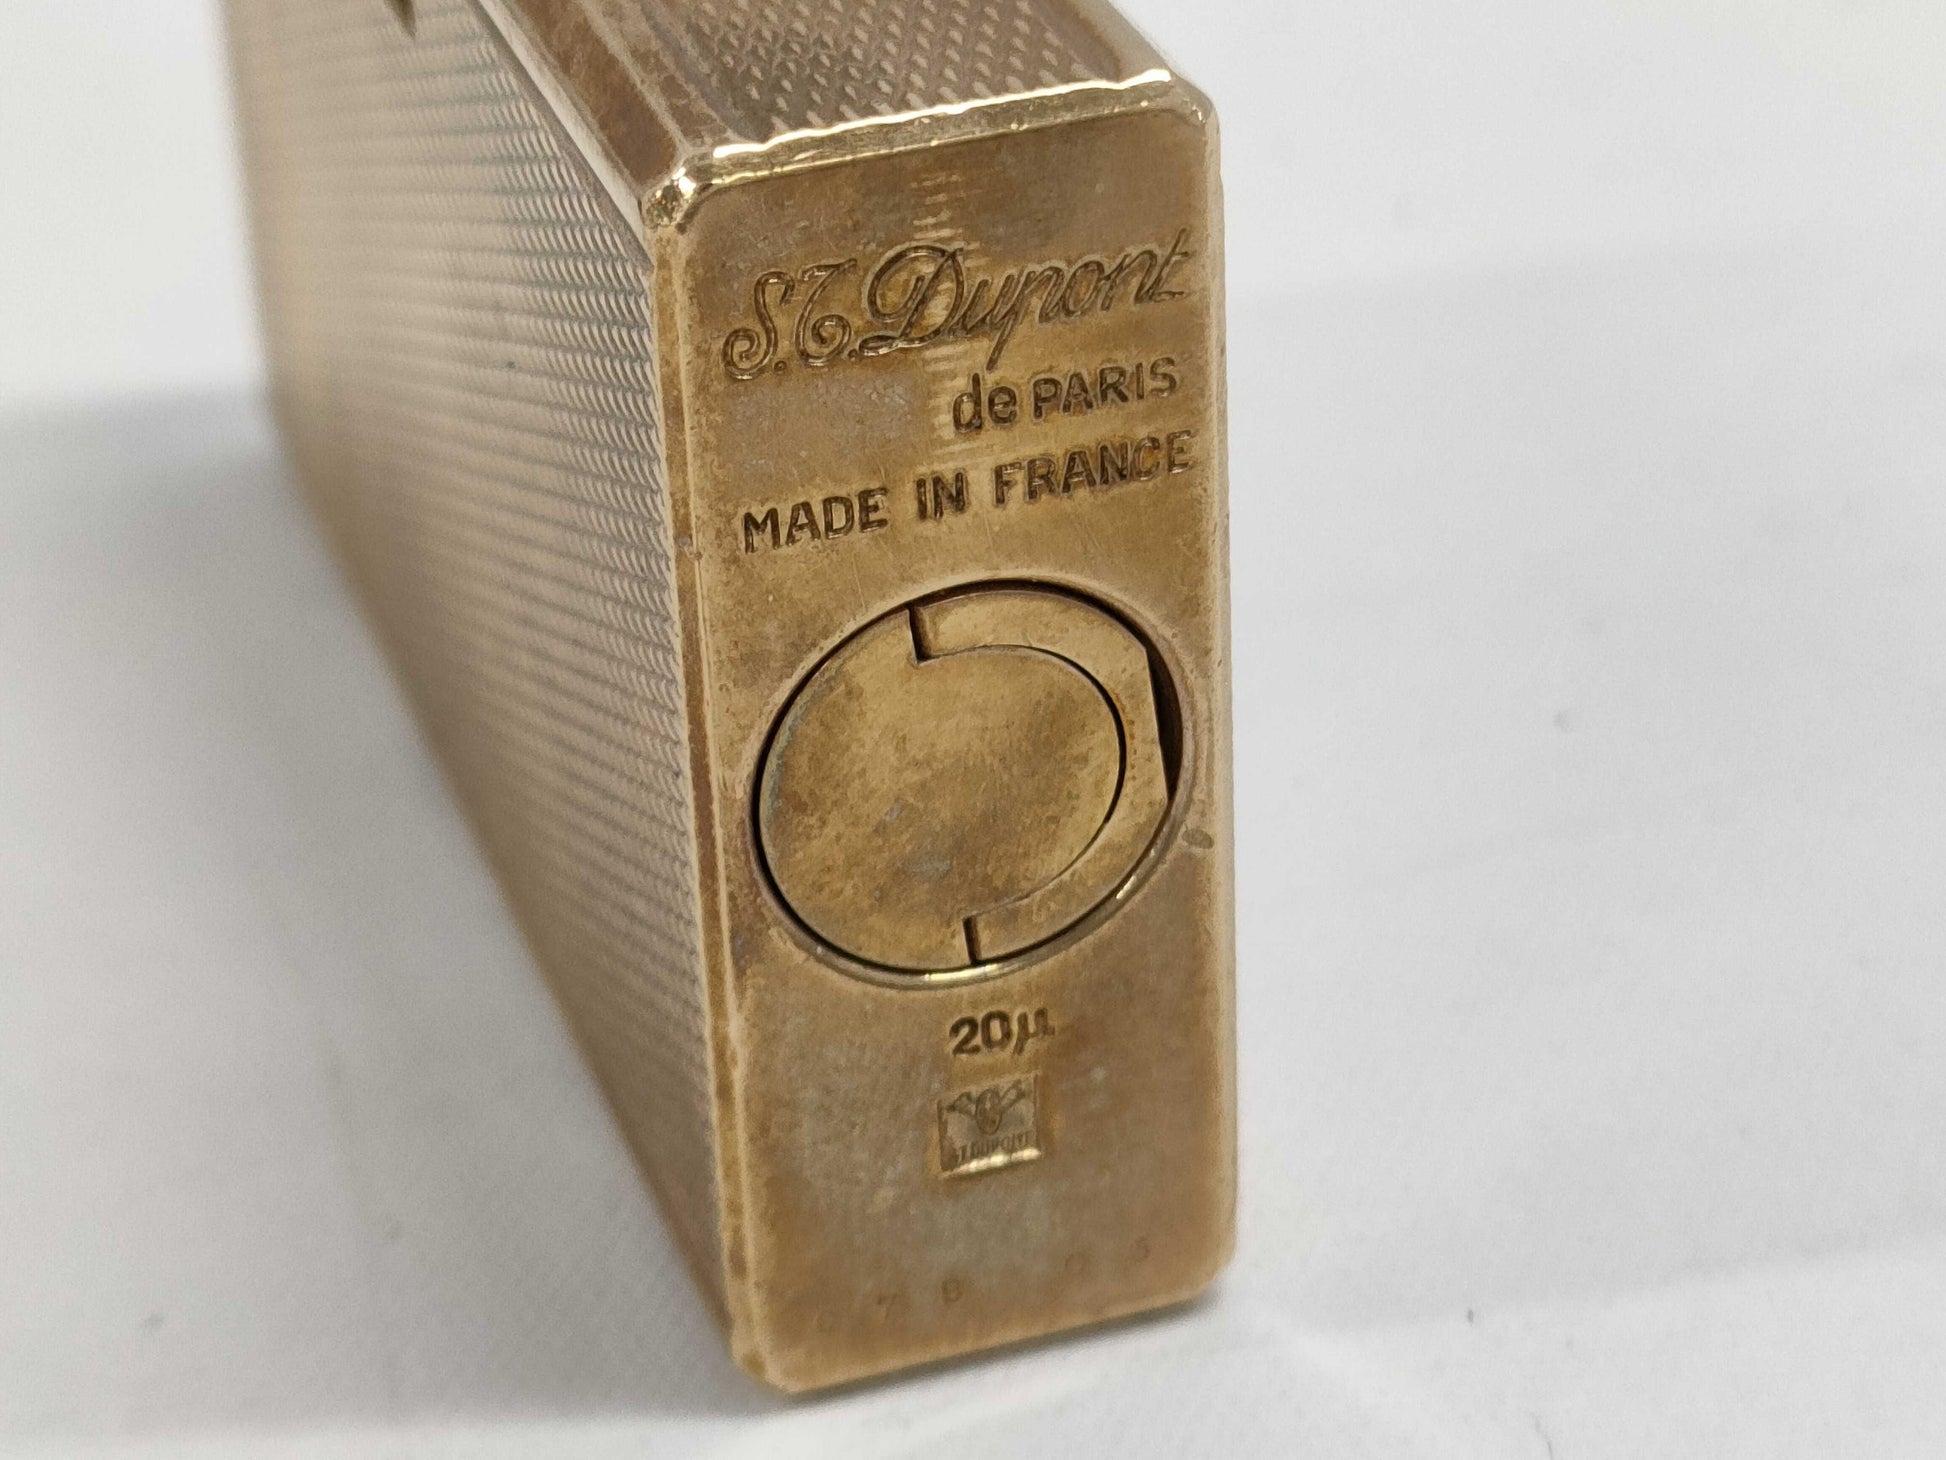 S.T. Dupont
de PARIS
MADE IN FRANCE
20µ